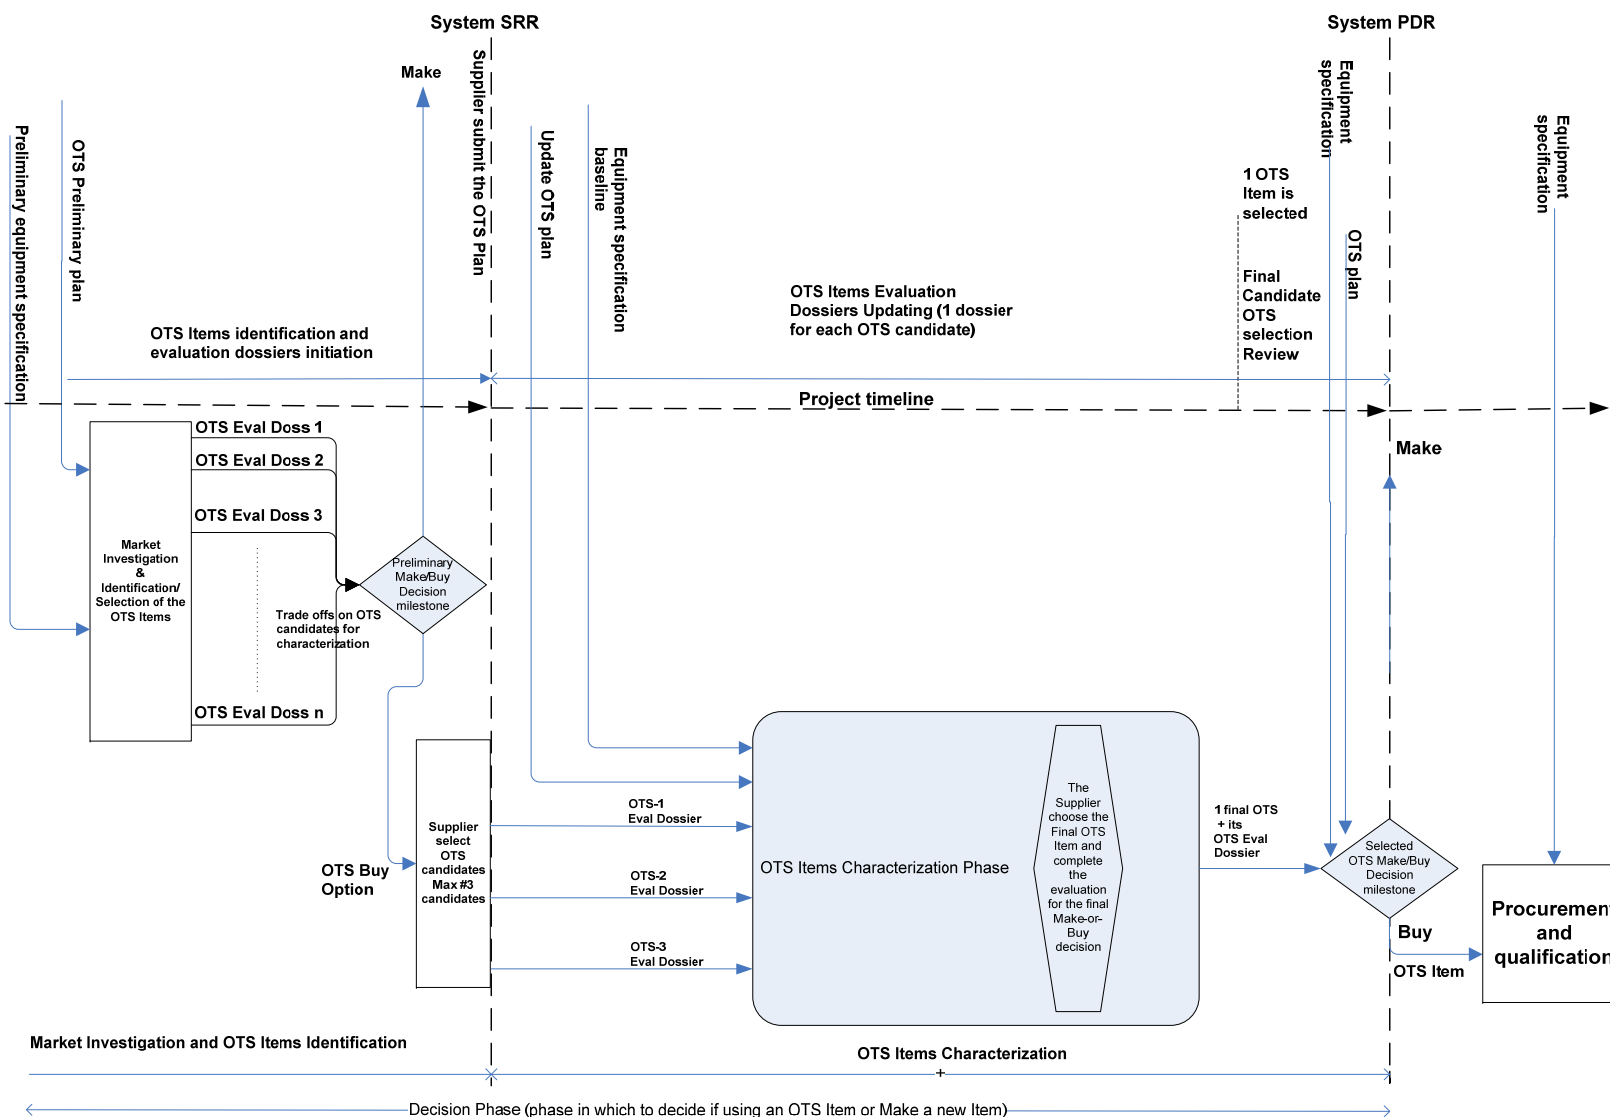 System SRR
System PDR
Make
Supplier submit the OTS Plan
Preliminary equipment specification
OTS Preliminary plan
Update OTS plan
Equipment specification
baseline
Equipment
specification
Equipment
specification
1 OTS
Item is
selected
OTS plan
Final
Candidate
OTS
selection
Review
OTS Items Evaluation
Dossiers Updating (1 dossier
for each OTS candidate)
OTS Items identification and
evaluation dossiers initiation
Project timeline
OTS Eval Doss 1
OTS Eval Doss 2
OTS Eval Doss 3
OTS Eval Doss n
Market
Investigation
&
Identification/
Selection of the
OTS Items
Trade offs on OTS
candidates for
characterization
Preliminary
Make/Buy
Decision
milestone
Make
OTS Buy
Option
Supplier
select
OTS
candidates
Max #3
candidates
OTS-1
Eval Dossier
OTS-2
Eval Dossier
OTS-3
Eval Dossier
OTS Items Characterization Phase
The
Supplier
choose the
Final OTS
Item and
complete
the
evaluation
for the final
Make-or-
Buy
decision
1 final OTS
+ its
OTS Eval
Dossier
Selected
OTS Make/Buy
Decision
milestone
Buy
OTS Item
Procurement
and
qualification
Market Investigation and OTS Items Identification
OTS Items Characterization
+
Decision Phase (phase in which to decide if using an OTS Item or Make a new Item)